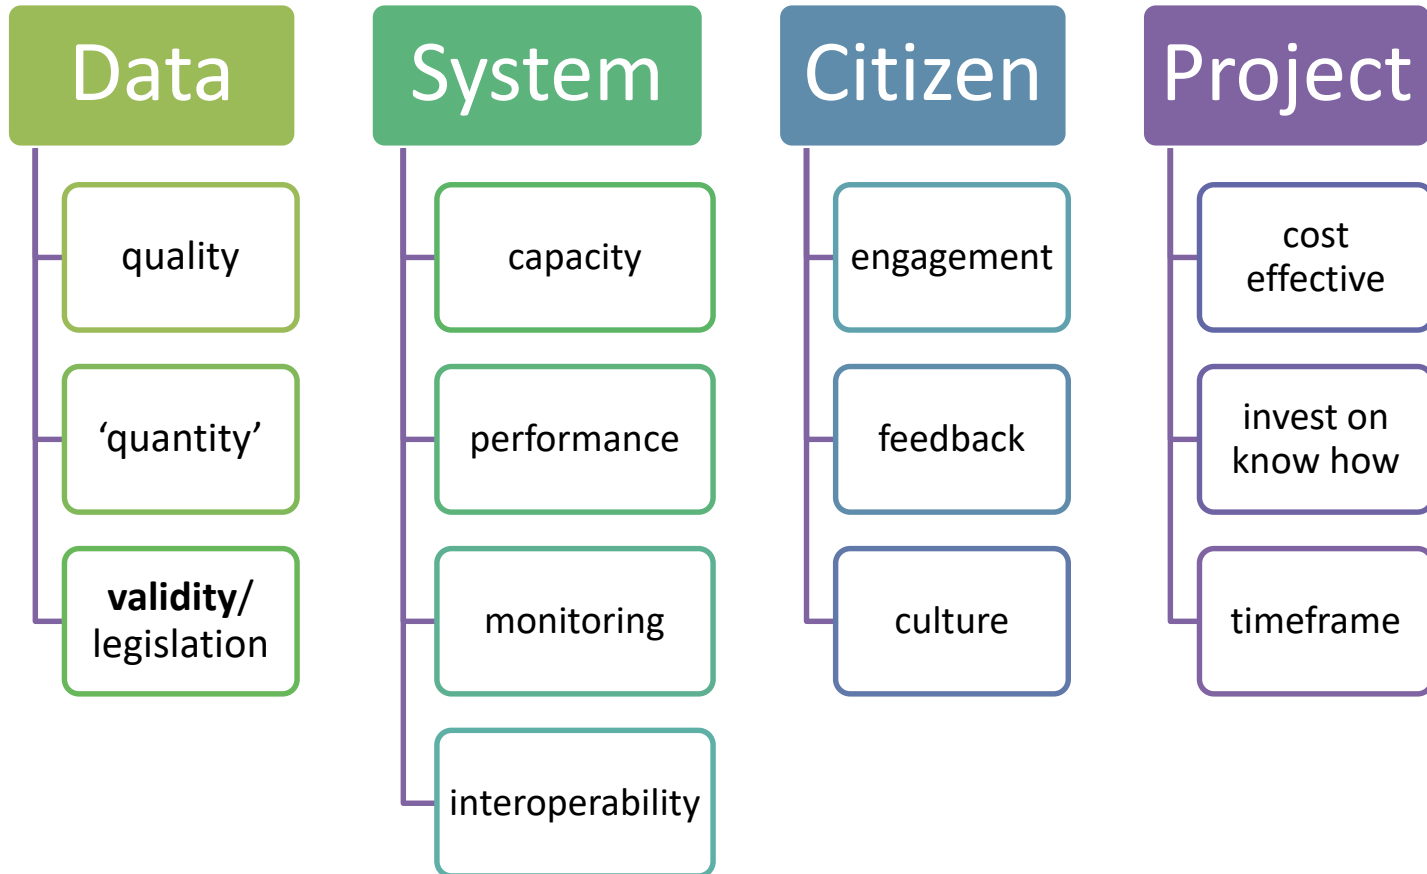 Data
quality
‘quantity’
validity/
legislation
System
capacity
performance
monitoring
interoperability
Citizen
engagement
feedback
culture
Project
cost
effective
invest on
know how
timeframe